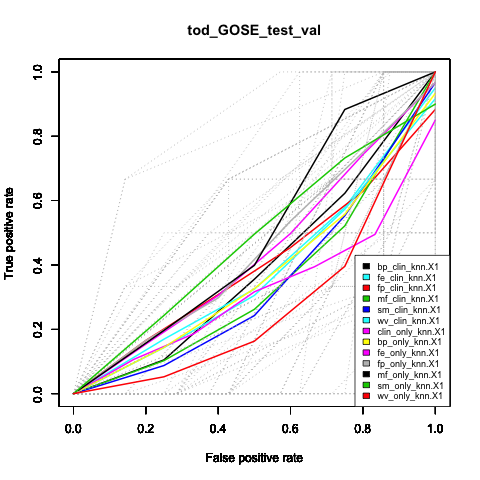 tod_GOSE_test_val
True positive rate
1.0
0.8
0.6
0.4
0.2
0.0
bp_clin_knn.X1
fe_clin_knn.X1
fp_clin_knn.X1
mf_clin_knn.X1
sm_clin_knn.X1
wv_clin_knn.X1
clin_only_knn.X1
bp_only_knn.X1
fe_only_knn.X1
fp_only_knn.X1
mf_only_knn.X1
sm_only_knn.X1
wv_only_knn.X1
0.0 0.2 0.4 0.6 0.8 1.0
False positive rate